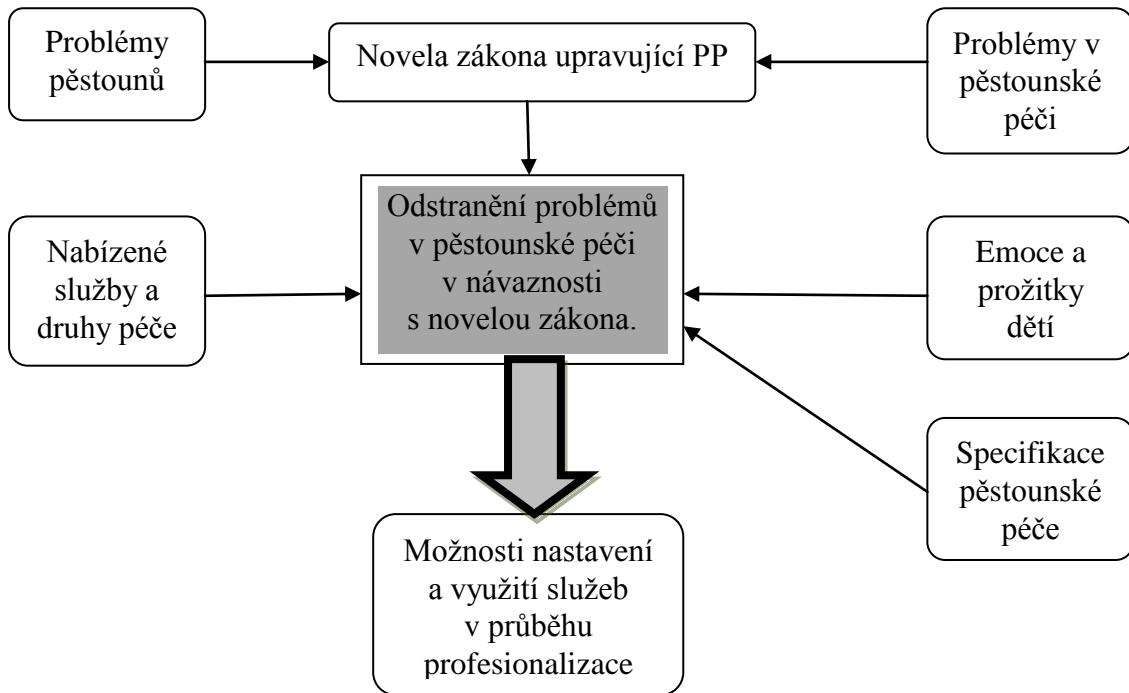 Problémy
pěstounů
Novela zákona upravující PP
Problémy v
pěstounské
péči
Nabízené
služby a
druhy péče
Odstranění problémů
v pěstounské péči
v návaznosti
s novelou zákona.
Emoce a
prožitky
dětí
Specifikace
pěstounské
péče
Možnosti nastavení
a využití služeb
v průběhu
profesionalizace